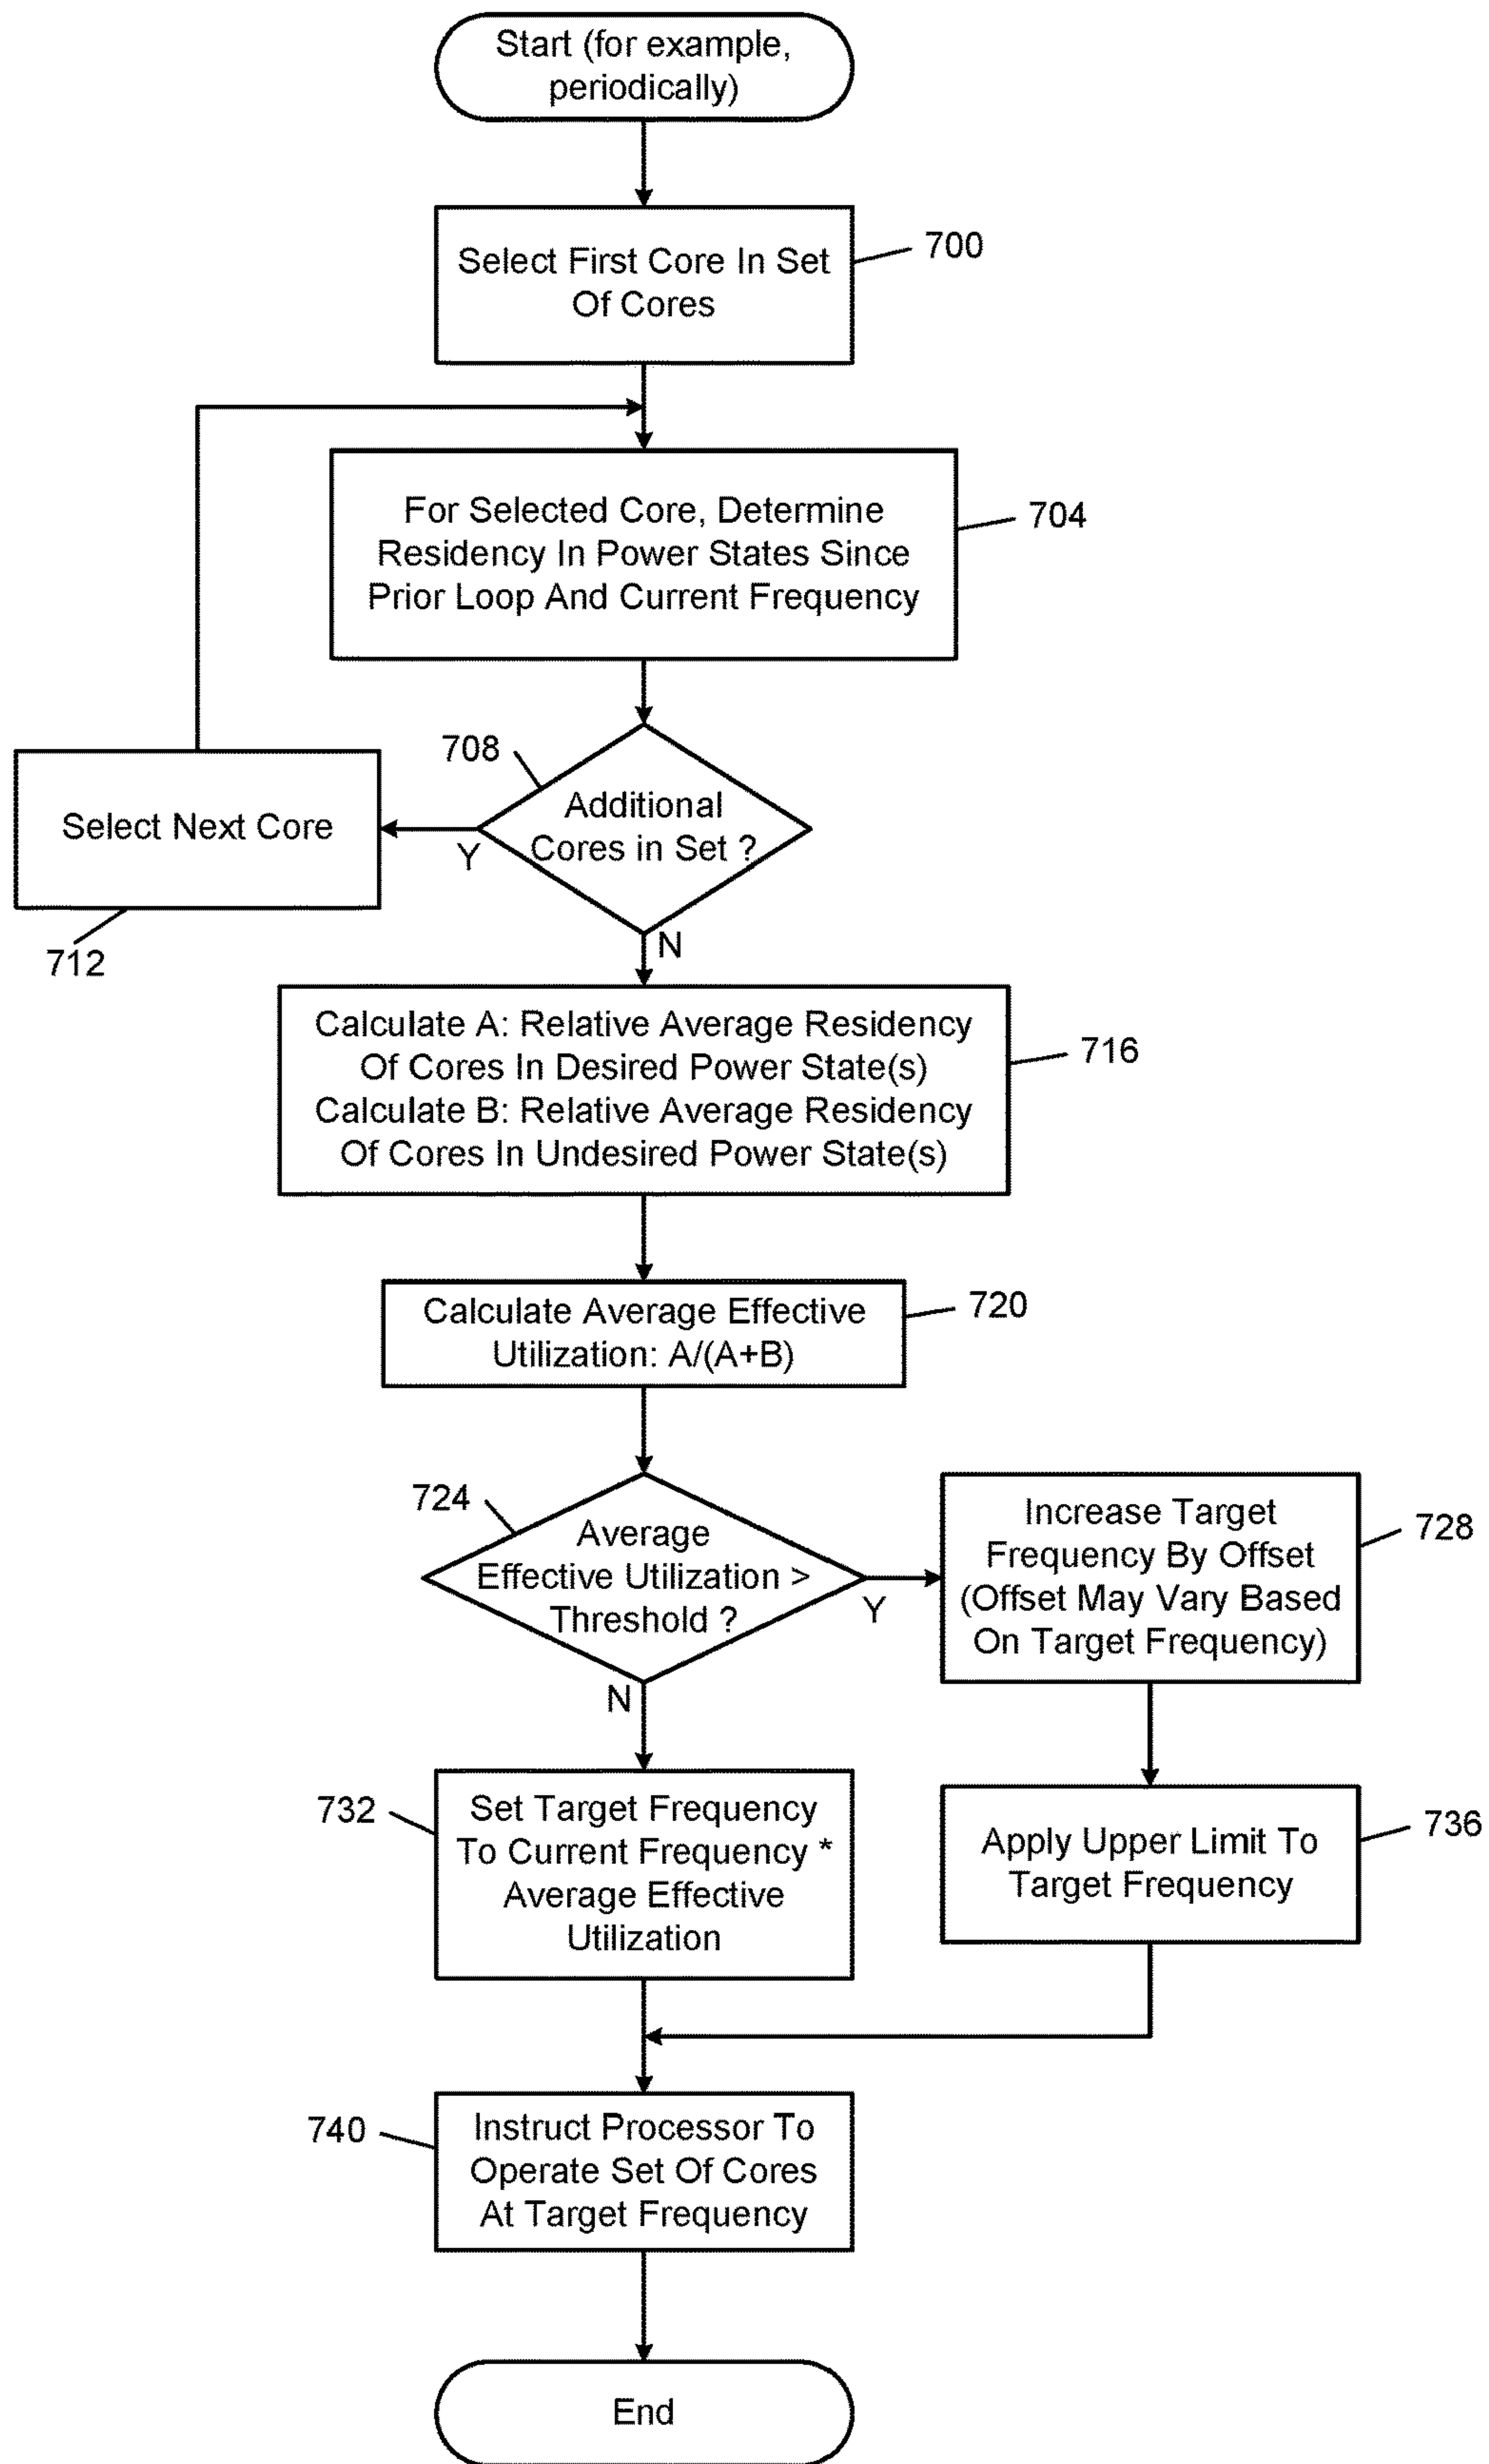 Start (for example,
periodically)
Select First Core In Set
Of Cores
700
For Selected Core, Determine
Residency In Power States Since
Prior Loop And Current Frequency
704
708
Additional
Cores in Set ?
Y
Select Next Core
712
N
Calculate A: Relative Average Residency
Of Cores In Desired Power State(s)
Calculate B: Relative Average Residency
Of Cores In Undesired Power State(s)
716
Calculate Average Effective
Utilization: A/(A+B)
720
724
Average
Effective Utilization >
Threshold ?
Y
Increase Target
Frequency By Offset
(Offset May Vary Based
On Target Frequency)
728
N
732
Set Target Frequency
To Current Frequency *
Average Effective
Utilization
Apply Upper Limit To
Target Frequency
736
740
Instruct Processor To
Operate Set Of Cores
At Target Frequency
End